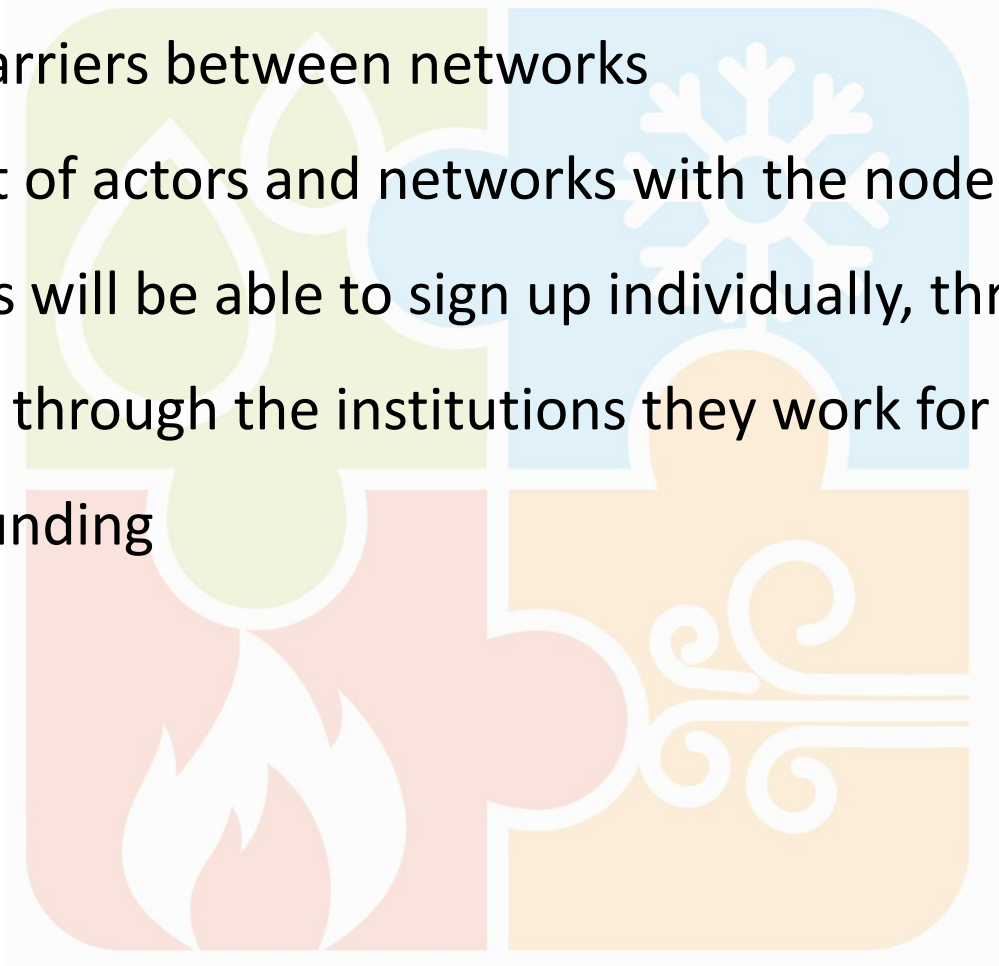 arriers between networks
t of actors and networks with the node
s will be able to sign up individually, thr
through the institutions they work for
unding